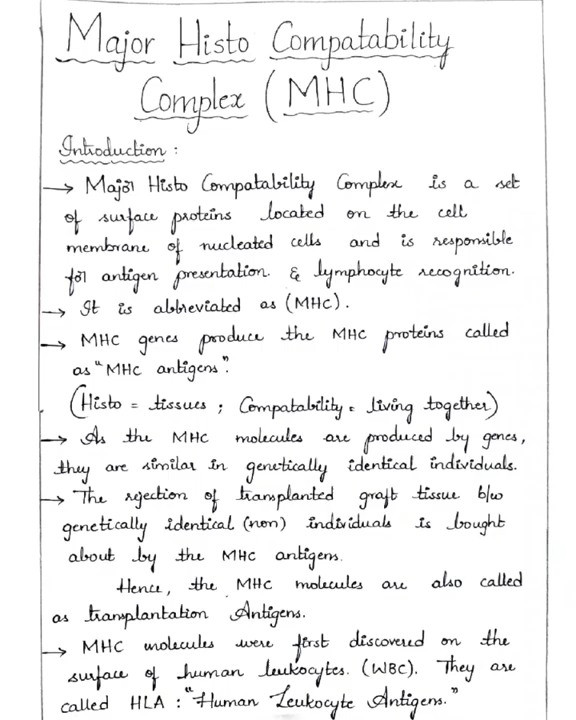 Major Histo Compatability
Complex (MHC)
Introduction :
→ Major Histo Compatability Complex is a set
of surface proteins located on the cell
membrane of nucleated cells and is responsible
for antigen presentation. & lymphocyte recognition.
→ It is abbreviated as (MHC).
→ MHC genes produce the MHC proteins called
as "MHC antigens".
(Histo = tissues ; Compatability = living together)
→ As the MHC molecules are produced by genes,
they are similar in genetically identical individuals.
→ The rejection of transplanted graft tissue b/w
genetically identical (non) individuals is bought
about by the MHC antigens.
Hence, the MHC molecules are also called
as transplantation Antigens.
→ MHC molecules were first discovered on the
surface of human leukocytes. (WBC). They are
called HLA : "Human Leukocyte Antigens."